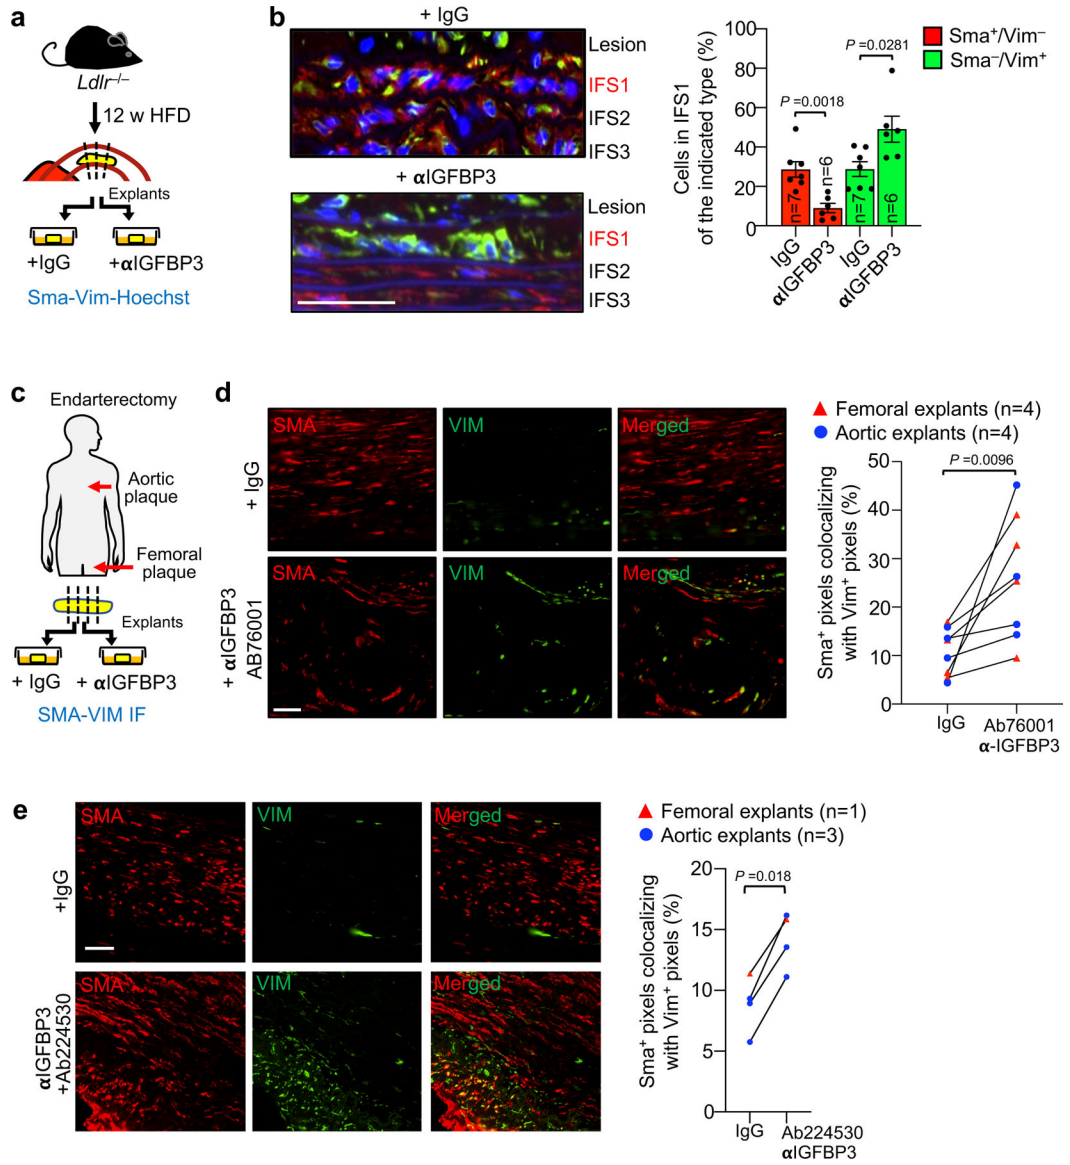 a
Ldlr–/–
12 w HFD
Explants
+IgG
+αIGFBP3
Sma-Vim-Hoechst
b
+ IgG
Lesion
IFS1
IFS2
IFS3
+ αIGFBP3
Lesion
IFS1
IFS2
IFS3
Sma+/Vim–
Sma–/Vim+
Cells in IFS1
of the indicated type (%)
100
80
60
40
20
0
P =0.0018
P =0.0281
n=7
n=6
n=7
n=6
IgG
αIGFBP3
IgG
αIGFBP3
c
Endarterectomy
Aortic
plaque
Femoral
plaque
Explants
+ IgG
+ αIGFBP3
SMA-VIM IF
d
+ IgG
SMA
VIM
Merged
+ αIGFBP3
AB76001
SMA
VIM
Merged
Femoral explants (n=4)
Aortic explants (n=4)
Sma+ pixels colocalizing
with Vim+ pixels (%)
50
40
30
20
10
0
P =0.0096
IgG
Ab76001
α-IGFBP3
e
+IgG
SMA
VIM
Merged
αIGFBP3
+Ab224530
SMA
VIM
Merged
Femoral explants (n=1)
Aortic explants (n=3)
Sma+ pixels colocalizing
with Vim+ pixels (%)
20
15
10
5
0
P =0.018
IgG
Ab224530
αIGFBP3